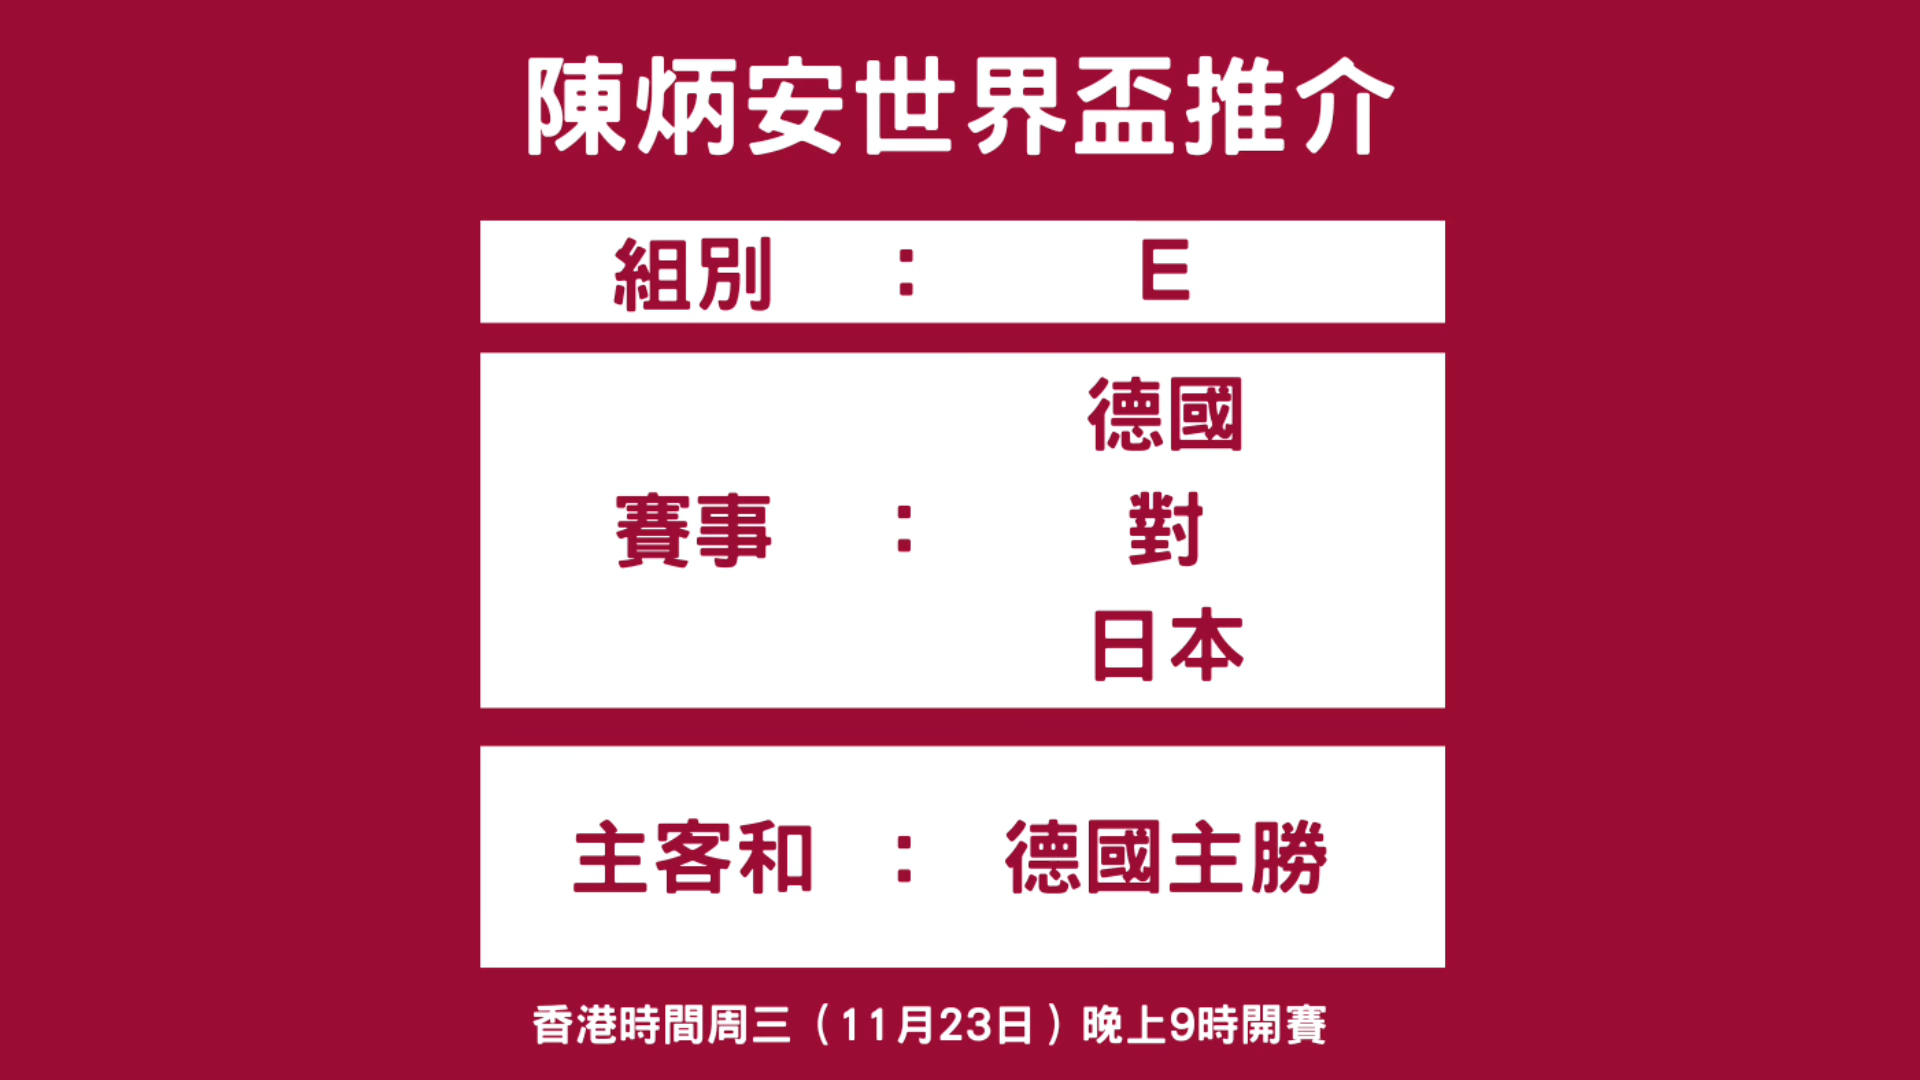 陳炳安世界盃推介
組別 : E
德國
賽事 : 對
日本
主客和 : 德國主勝
香港時間周三（11月23日）晚上9時開賽